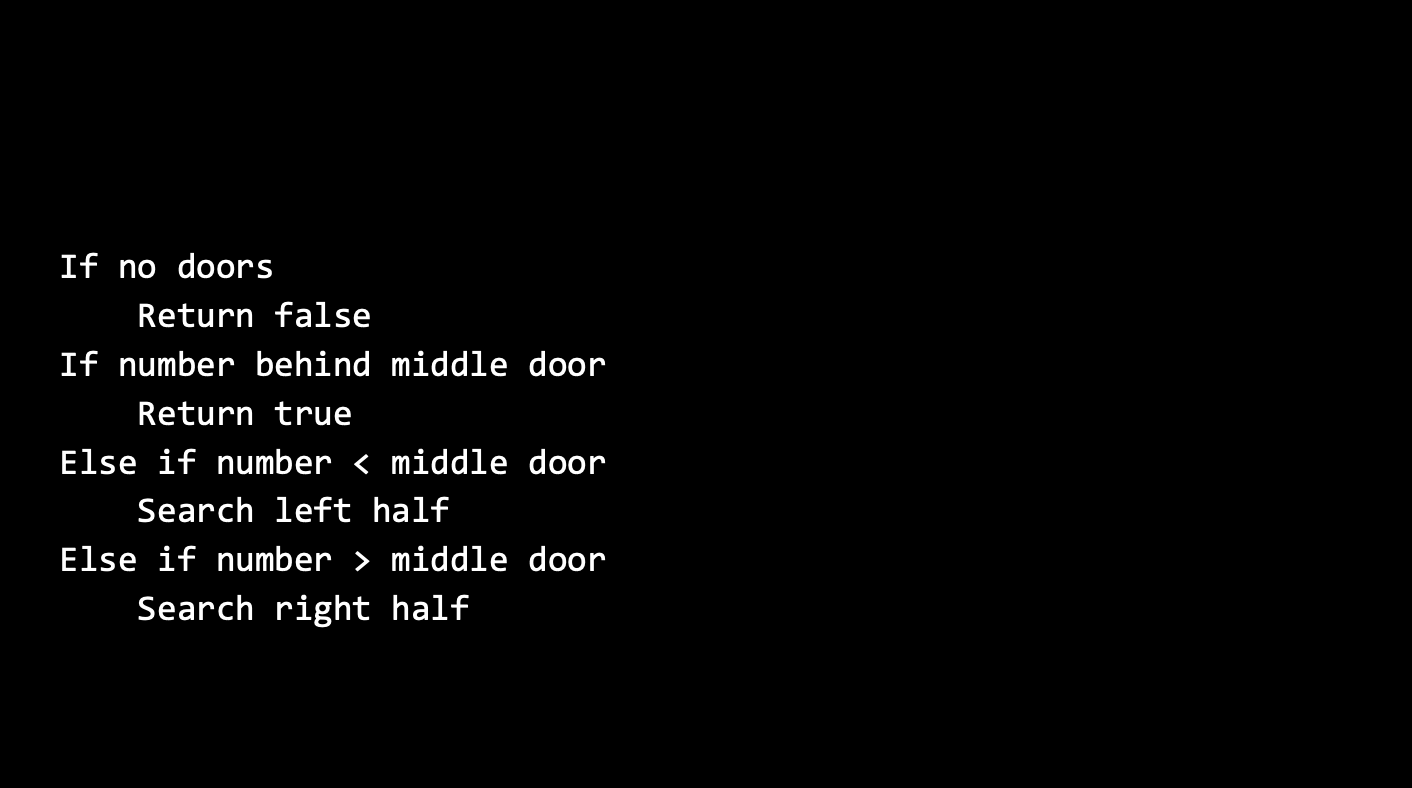 If no doors
    Return false
If number behind middle door
    Return true
Else if number < middle door
    Search left half
Else if number > middle door
    Search right half